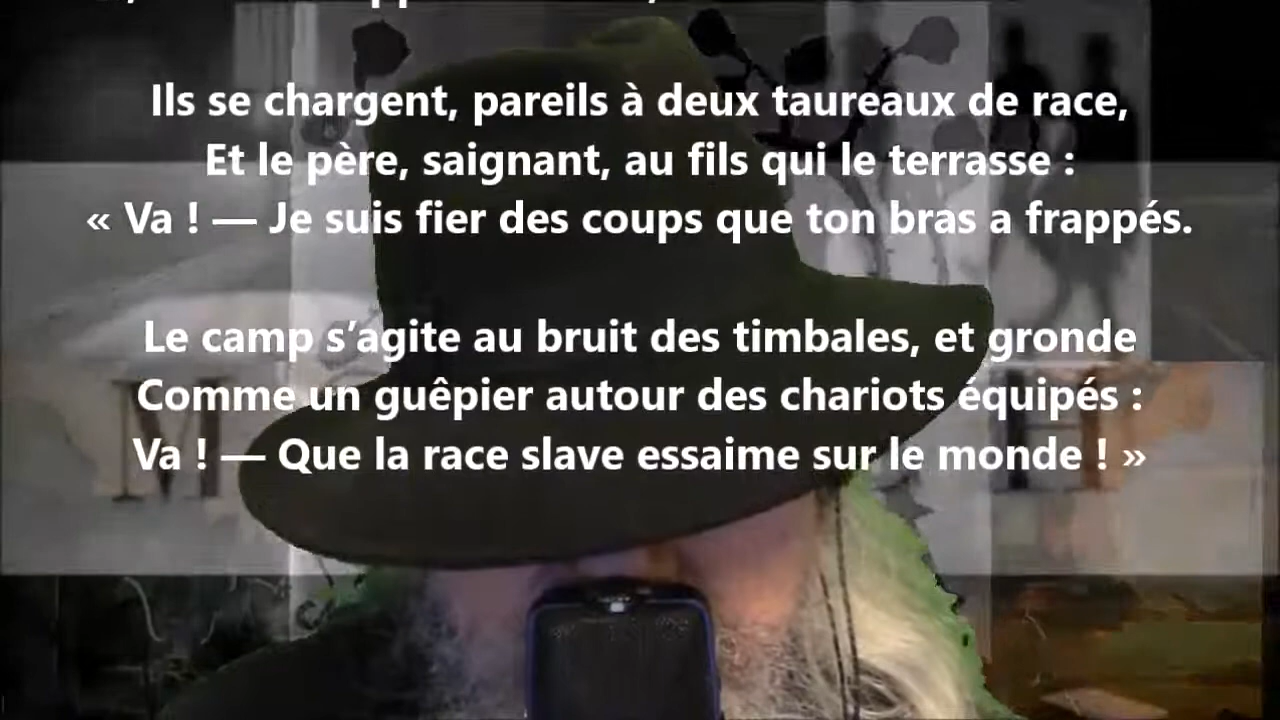 Ils se chargent, pareils à deux taureaux de race,
Et le père, saignant, au fils qui le terrasse :
« Va ! — Je suis fier des coups que ton bras a frappés.
Le camp s’agite au bruit des timbales, et gronde
Comme un guêpier autour des chariots équipés :
Va ! — Que la race slave essaime sur le monde ! »